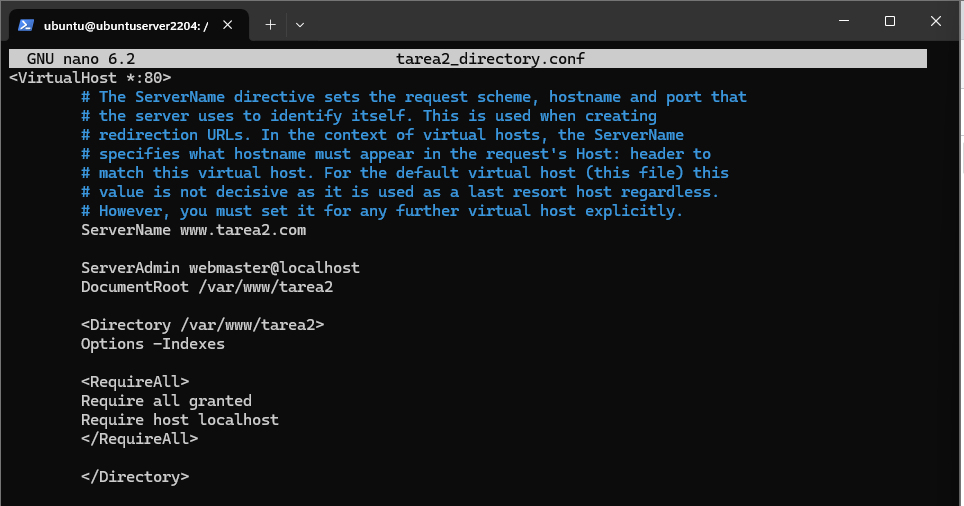 ubuntu@ubuntuserver2204: /
GNU nano 6.2 tarea2_directory.conf
<VirtualHost *:80>
# The ServerName directive sets the request scheme, hostname and port that
# the server uses to identify itself. This is used when creating
# redirection URLs. In the context of virtual hosts, the ServerName
# specifies what hostname must appear in the request's Host: header to
# match this virtual host. For the default virtual host (this file) this
# value is not decisive as it is used as a last resort host regardless.
# However, you must set it for any further virtual host explicitly.
ServerName www.tarea2.com
ServerAdmin webmaster@localhost
DocumentRoot /var/www/tarea2
<Directory /var/www/tarea2>
Options -Indexes
<RequireAll>
Require all granted
Require host localhost
</RequireAll>
</Directory>